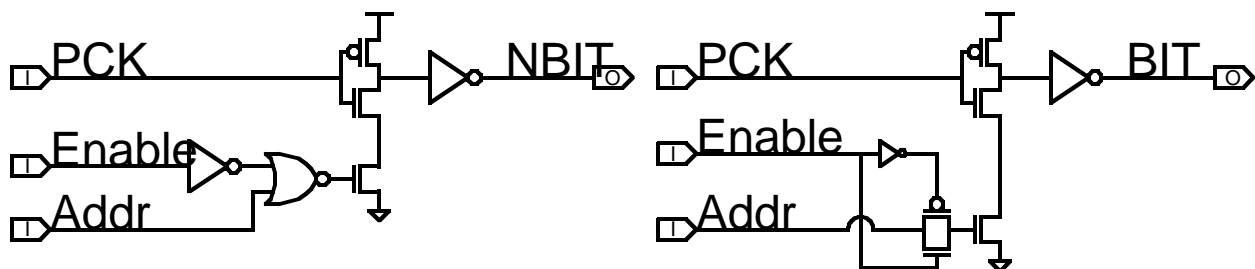 PCK
NBIT
I
O
Enable
I
Addr
I
PCK
BIT
I
O
Enable
I
Addr
I